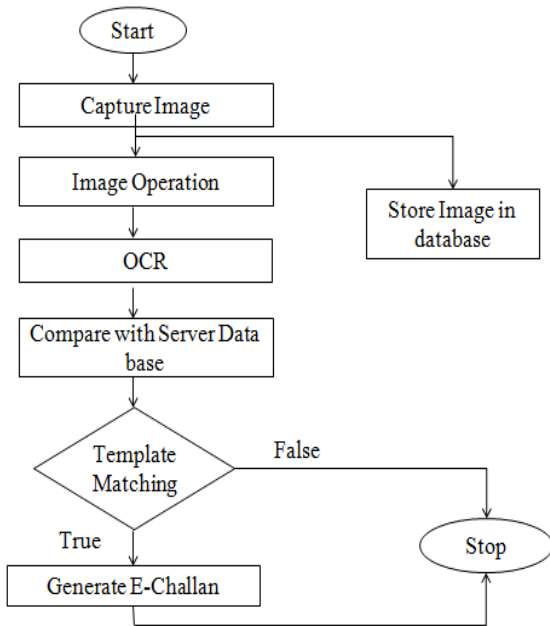 Start
Capture Image
Image Operation
Store Image in
database
OCR
Compare with Server Data
base
Template
Matching
False
True
Stop
Generate E-Challan